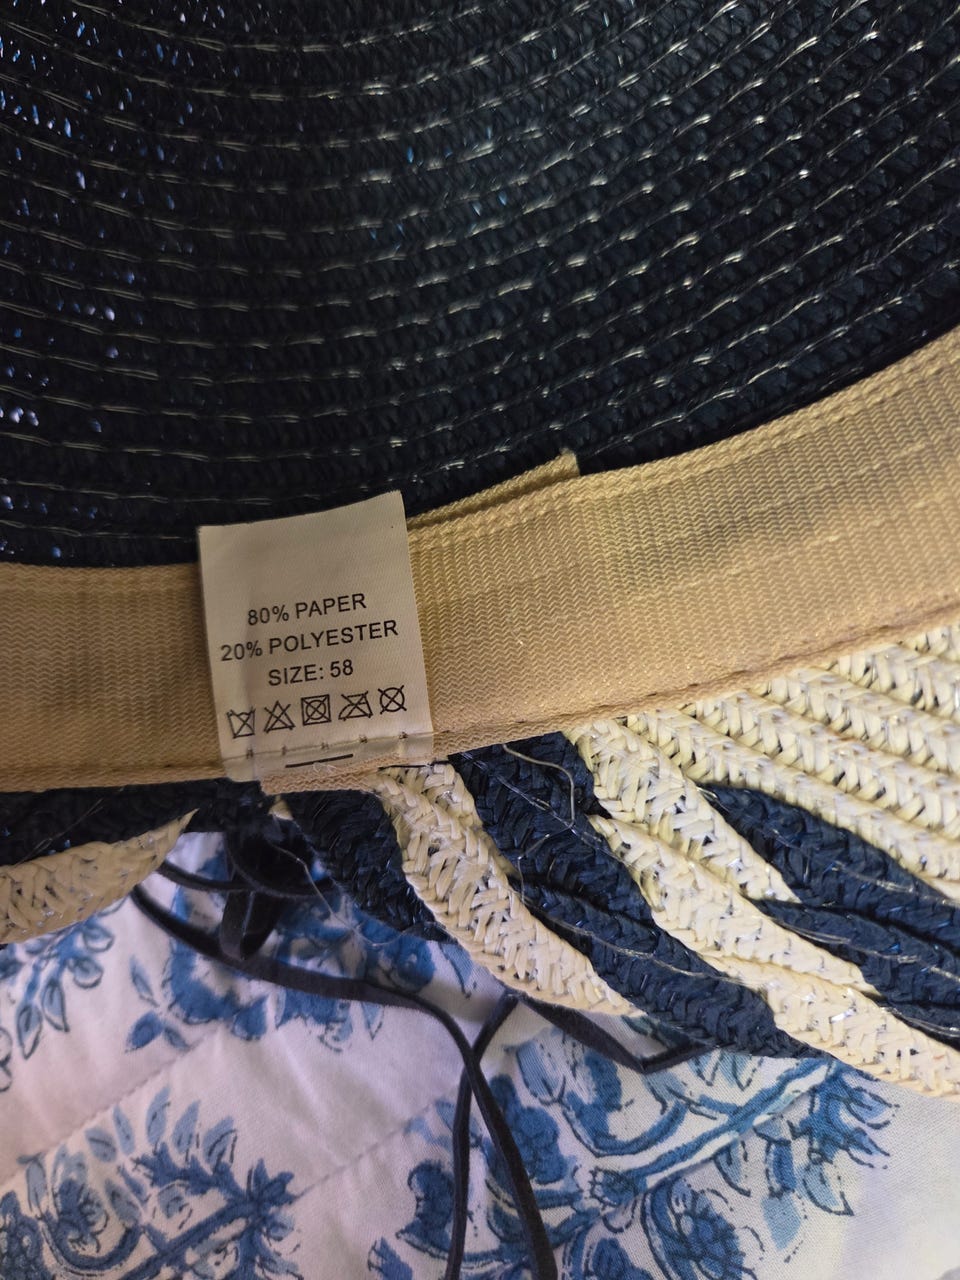 80% PAPER
20% POLYESTER
SIZE: 58